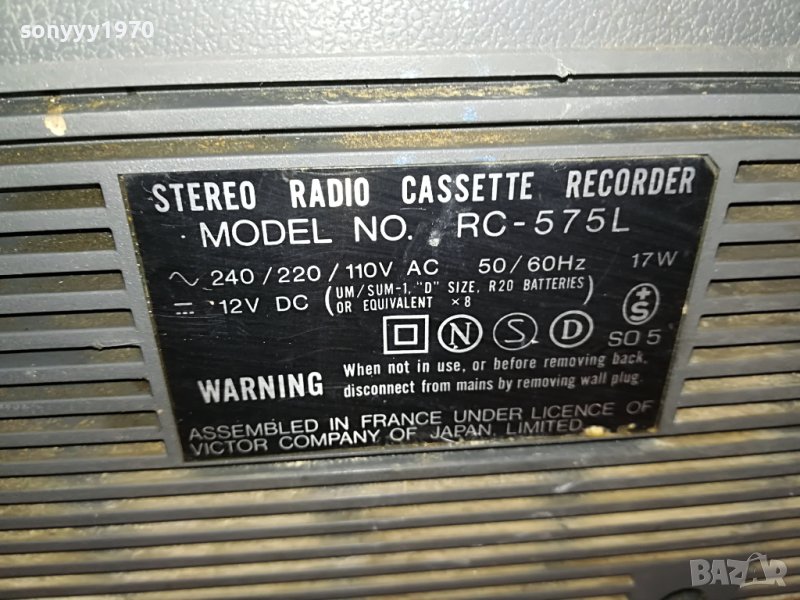 sonyyy1970
STEREO RADIO CASSETTE RECORDER
MODEL NO. RC-575L
~ 240/220/110V AC 50/60Hz 17W
12V DC (UM/SUM-1, "D" SIZE, R20 BATTERIES)
OR EQUIVALENT ×8
N S D +S SO 5
WARNING When not in use, or before removing back,
disconnect from mains by removing wall plug.
ASSEMBLED IN FRANCE UNDER LICENCE OF
VICTOR COMPANY OF JAPAN, LIMITED
BAZAR